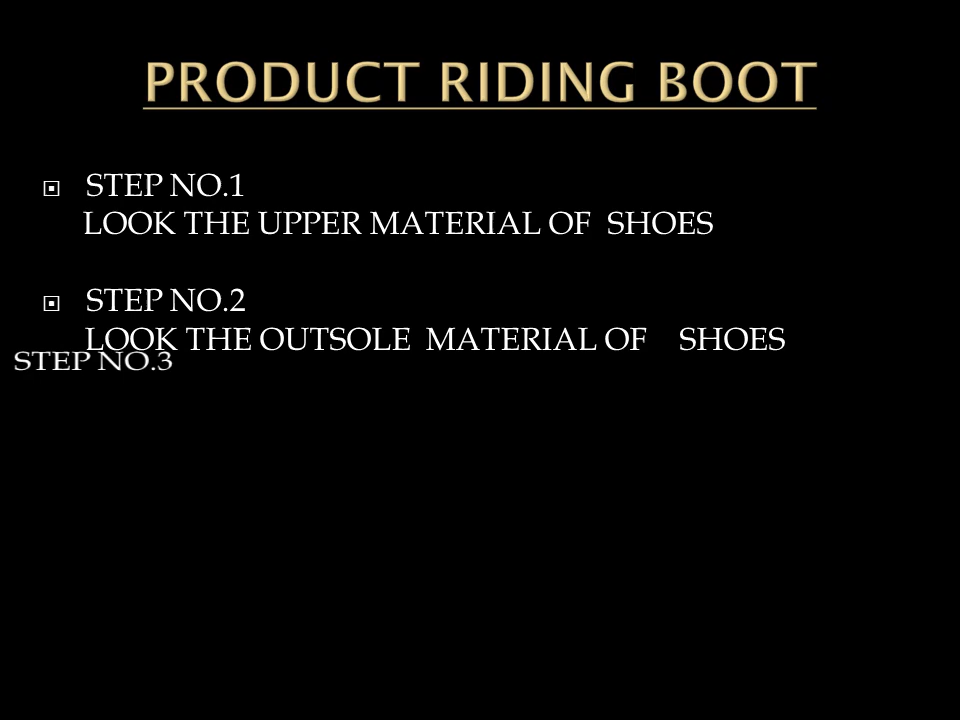 PRODUCT RIDING BOOT
STEP NO.1
LOOK THE UPPER MATERIAL OF SHOES
STEP NO.2
LOOK THE OUTSOLE MATERIAL OF SHOES
STEP NO.3